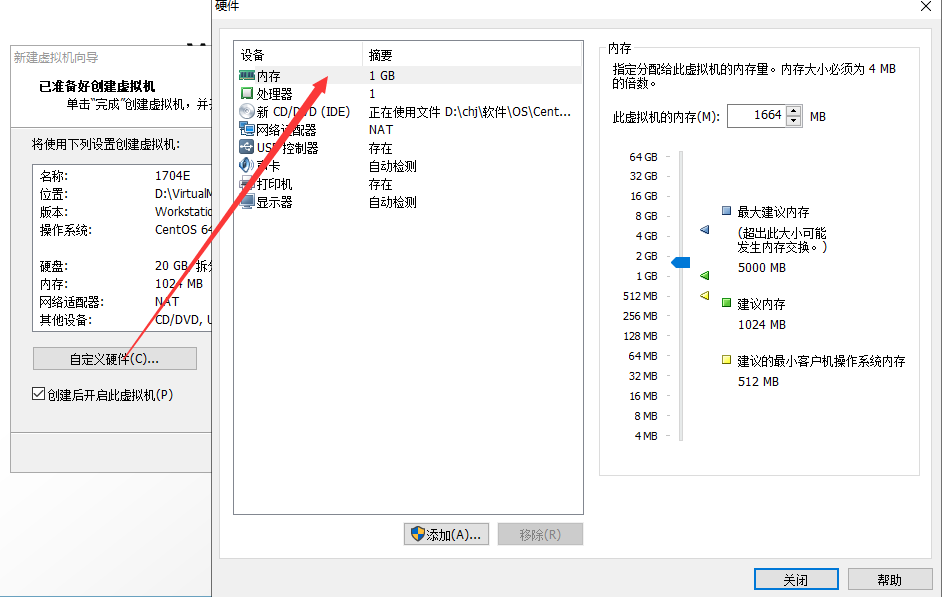 硬件
新建虚拟机向导
已准备好创建虚拟机
单击“完成”创建虚拟机，并
将使用下列设置创建虚拟机:
名称: 1704E
位置: D:\VirtualM
版本: Workstatio
操作系统: CentOS 64
硬盘: 20 GB, 拆分
内存: 1024 MB
网络适配器: NAT
其他设备: CD/DVD, U
自定义硬件(C)...
创建后开启此虚拟机(P)
设备 摘要
内存 1 GB
处理器 1
新 CD/DVD (IDE) 正在使用文件 D:\chj\软件\OS\Cent...
网络适配器 NAT
USB 控制器 存在
声卡 自动检测
打印机 存在
显示器 自动检测
添加(A)...
移除(R)
内存
指定分配给此虚拟机的内存量。内存大小必须为 4 MB
的倍数。
此虚拟机的内存(M): 1664 MB
64 GB
32 GB
16 GB
8 GB
4 GB
2 GB
1 GB
512 MB
256 MB
128 MB
64 MB
32 MB
16 MB
8 MB
4 MB
最大建议内存
(超出此大小可能
发生内存交换。)
5000 MB
建议内存
1024 MB
建议的最小客户机操作系统内存
512 MB
关闭
帮助